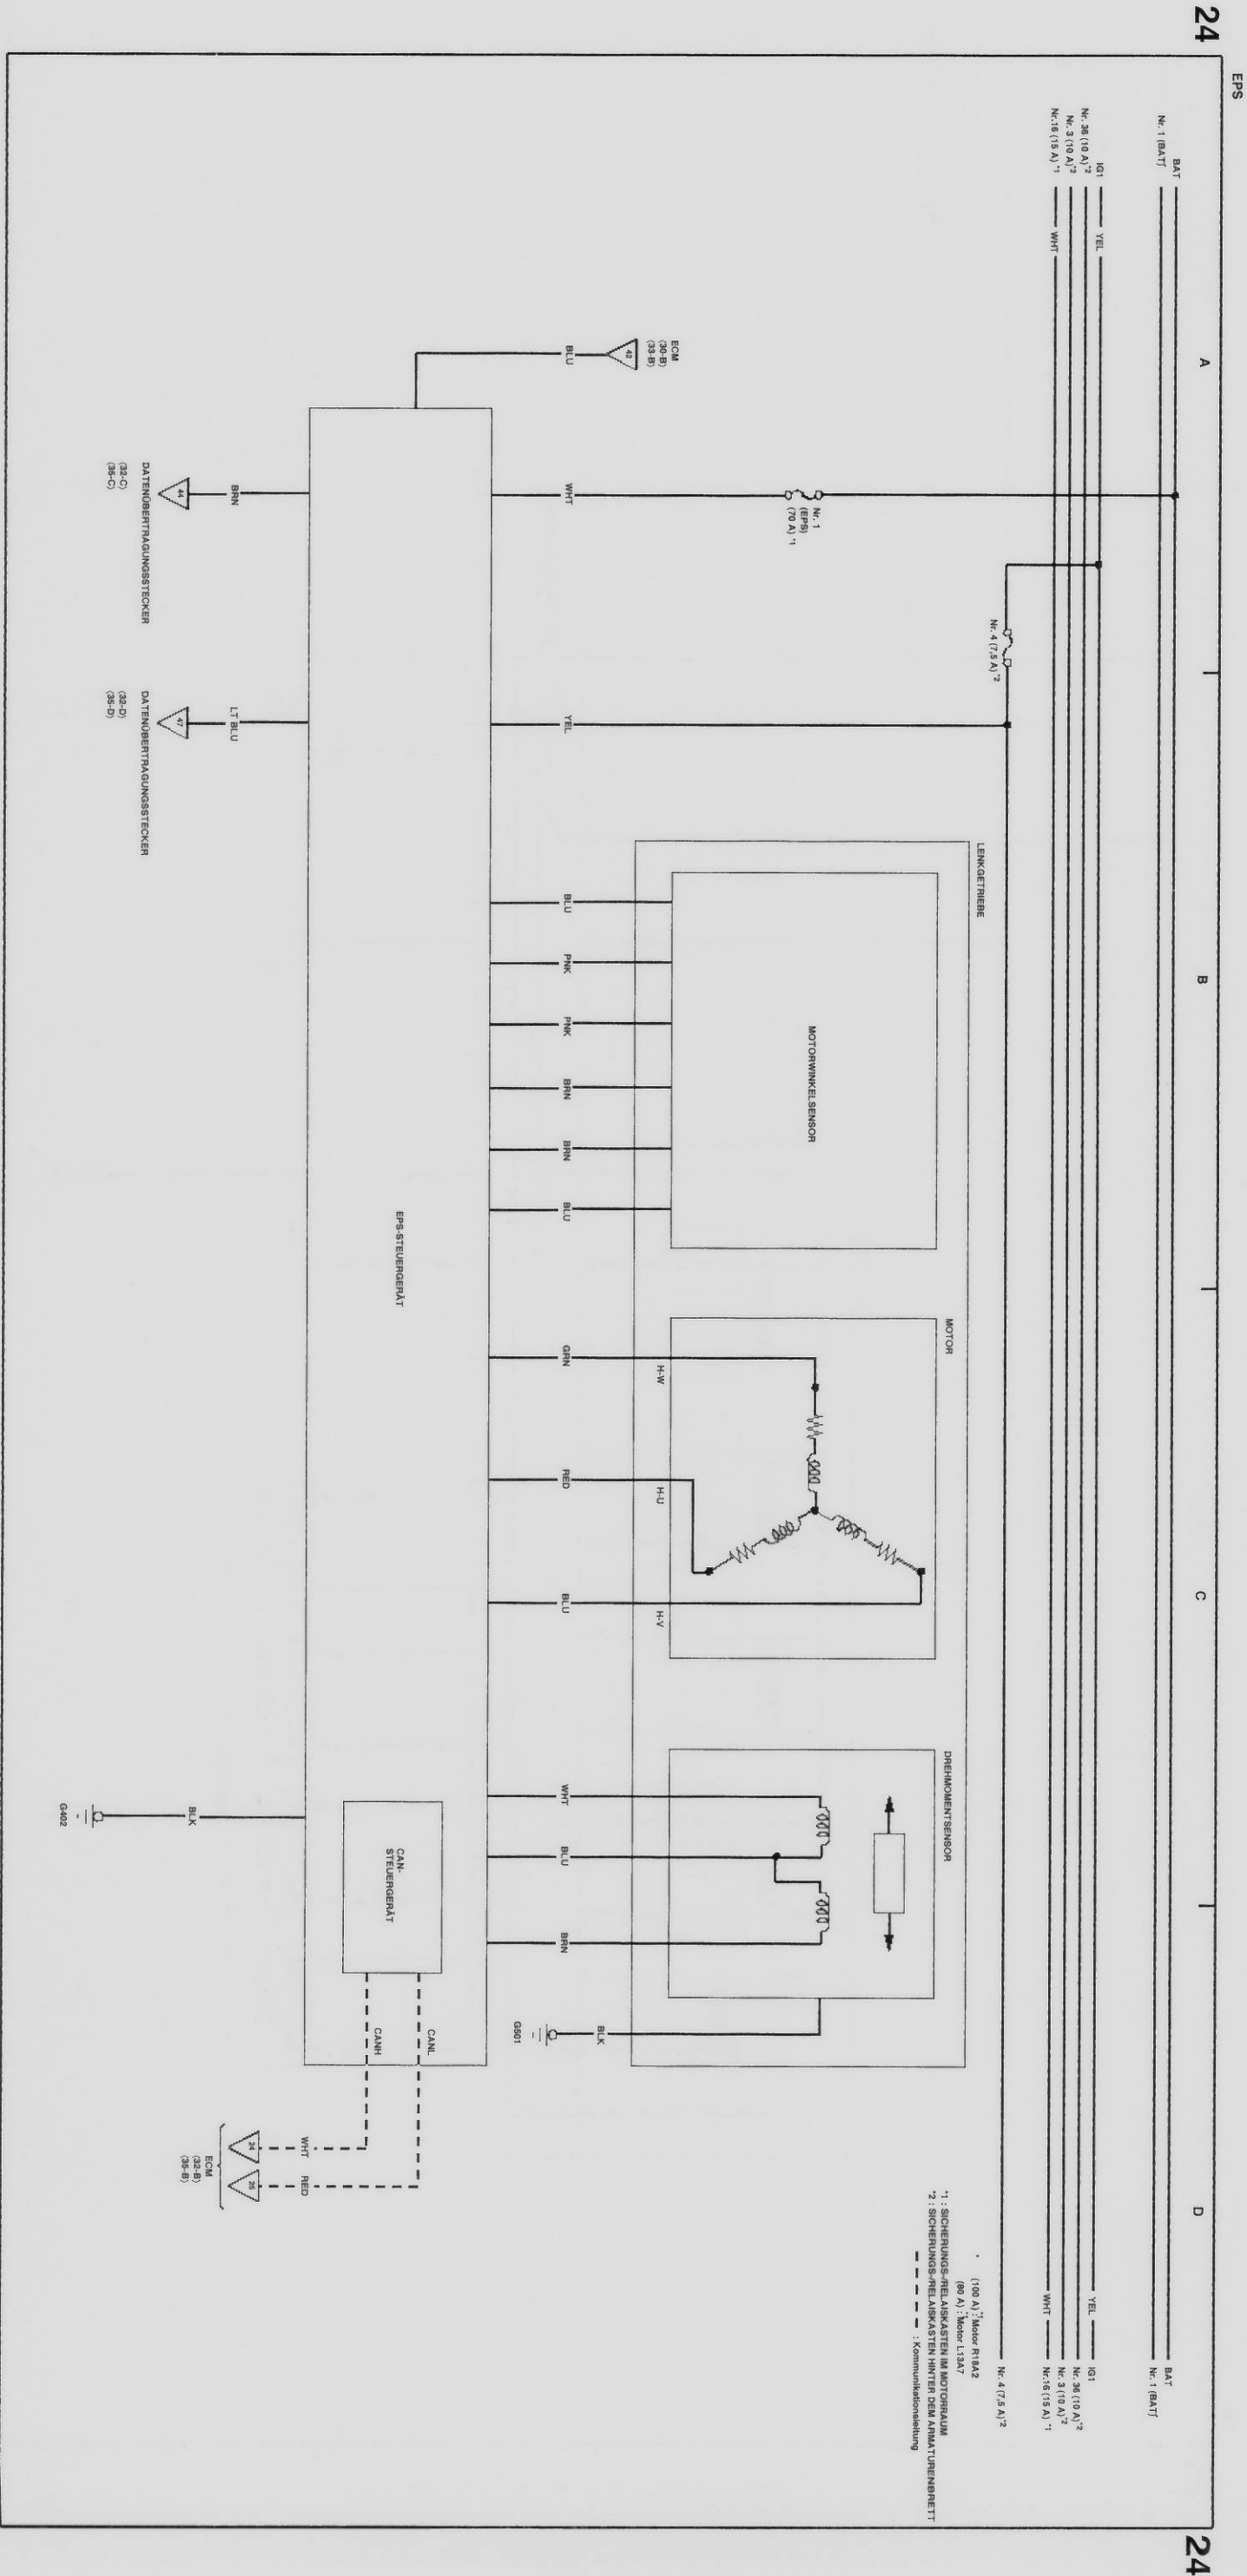 24
EPS
A
B
C
D
BAT
Nr. 1 (BAT)*
IG1
YEL
Nr. 36 (10 A)*2
Nr. 3 (10 A)*2
Nr.16 (15 A) *1
WHT
BAT
Nr. 1 (BAT)*
YEL
IG1
Nr. 36 (10 A)*2
Nr. 3 (10 A)*2
WHT
Nr.16 (15 A) *1
Nr. 4 (7,5 A)*2
Nr. 4 (7,5 A)*2
* (100 A)*1: Motor R18A2
(80 A)*1: Motor L13A7
*1 : SICHERUNGS-/RELAISKASTEN IM MOTORRAUM
*2 : SICHERUNGS-/RELAISKASTEN HINTER DEM ARMATURENBRETT
: Kommunikationsleitung
Nr. 1
(EPS)
(70 A) *1
LENKGETRIEBE
MOTORWINKELSENSOR
MOTOR
H-W
H-U
H-V
DREHMOMENTSENSOR
ECM
(30-B)
(33-B)
42
BLU
WHT
YEL
BLU
PNK
PNK
BRN
BRN
BLU
GRN
RED
BLU
WHT
BLU
BRN
BLK
G501
EPS-STEUERGERÄT
CAN-
STEUERGERÄT
CANL
CANH
BRN
44
DATENÜBERTRAGUNGSSTECKER
(32-C)
(35-C)
LT BLU
47
DATENÜBERTRAGUNGSSTECKER
(32-D)
(35-D)
BLK
G402
WHT
RED
24
25
ECM
(32-B)
(35-B)
24